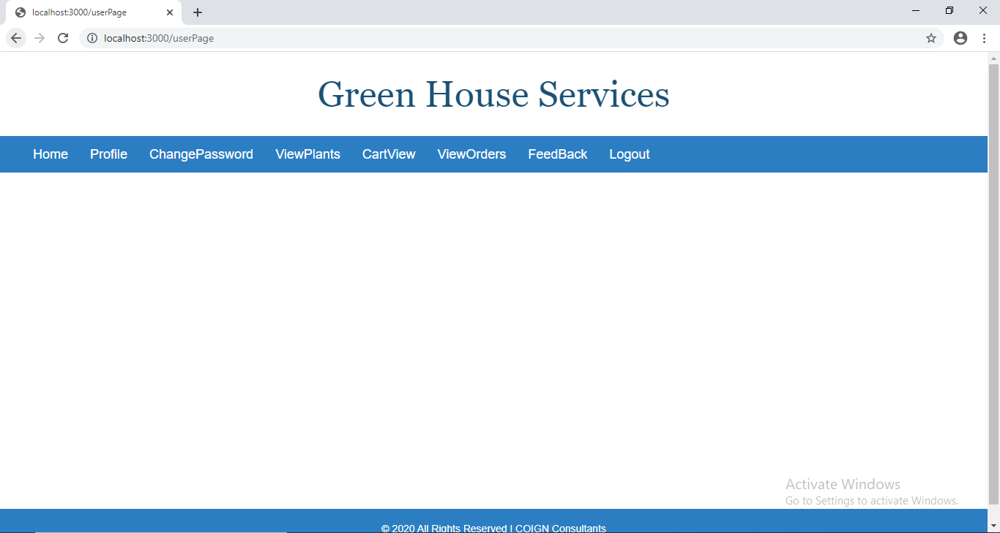 localhost:3000/userPage
localhost:3000/userPage
Green House Services
Home Profile ChangePassword ViewPlants CartView ViewOrders FeedBack Logout
Activate Windows
Go to Settings to activate Windows.
© 2020 All Rights Reserved | COIGN Consultants